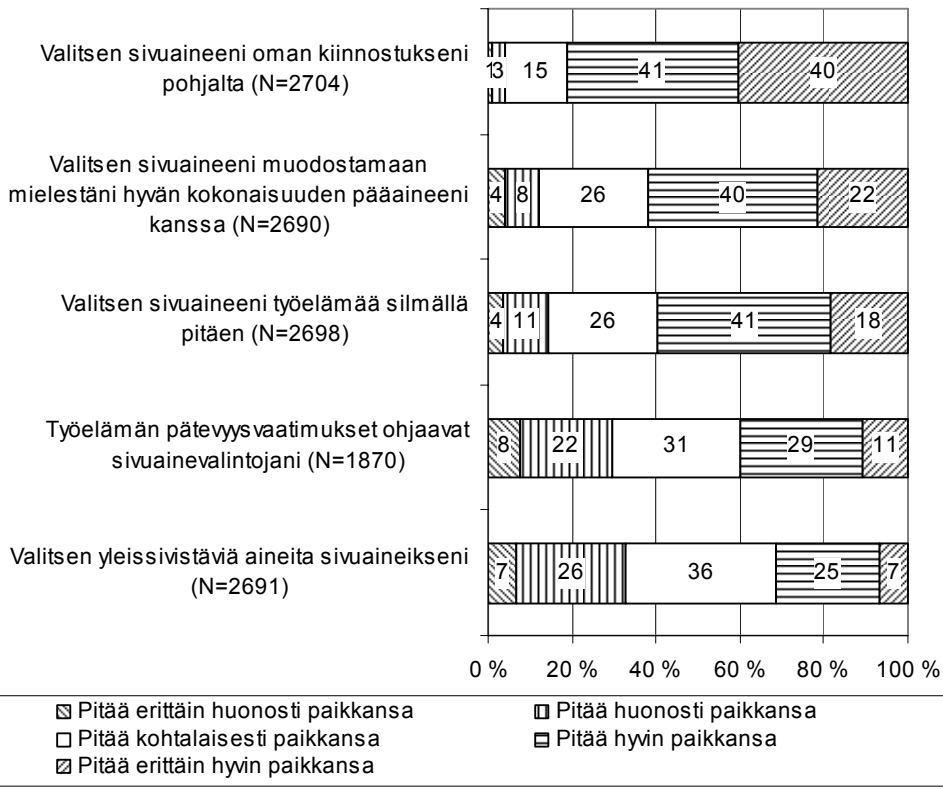 Valitsen sivuaineeni oman kiinnostukseni
pohjalta (N=2704)
1 3 15 41 40
Valitsen sivuaineeni muodostamaan
mielestäni hyvän kokonaisuuden pääaineeni
kanssa (N=2690)
4 8 26 40 22
Valitsen sivuaineeni työelämää silmällä
pitäen (N=2698)
4 11 26 41 18
Työelämän pätevyysvaatimukset ohjaavat
sivuainevalintojani (N=1870)
8 22 31 29 11
Valitsen yleissivistäviä aineita sivuaineikseni
(N=2691)
7 26 36 25 7
0 % 20 % 40 % 60 % 80 % 100 %
Pitää erittäin huonosti paikkansa Pitää huonosti paikkansa
Pitää kohtalaisesti paikkansa Pitää hyvin paikkansa
Pitää erittäin hyvin paikkansa